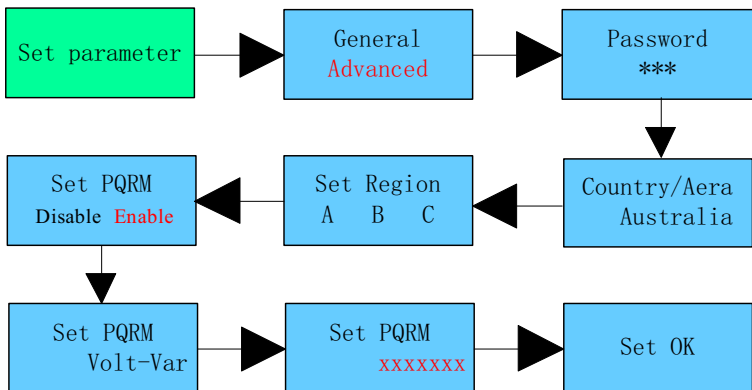 Set parameter
General
Advanced
Password
***
Country/Aera
Australia
Set Region
A B C
Set PQRM
Disable Enable
Set PQRM
Volt-Var
Set PQRM
xxxxxxx
Set OK